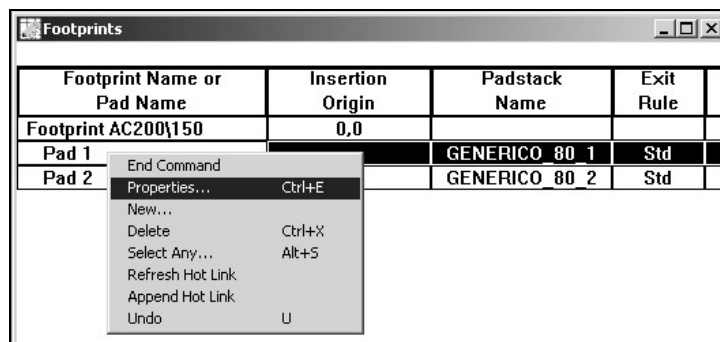 Footprints
Footprint Name or Pad Name Insertion Origin Padstack Name Exit Rule
Footprint AC200\150 0,0
Pad 1 GENERICO_80_1 Std
Pad 2 GENERICO_80_2 Std
End Command
Properties... Ctrl+E
New...
Delete Ctrl+X
Select Any... Alt+S
Refresh Hot Link
Append Hot Link
Undo U